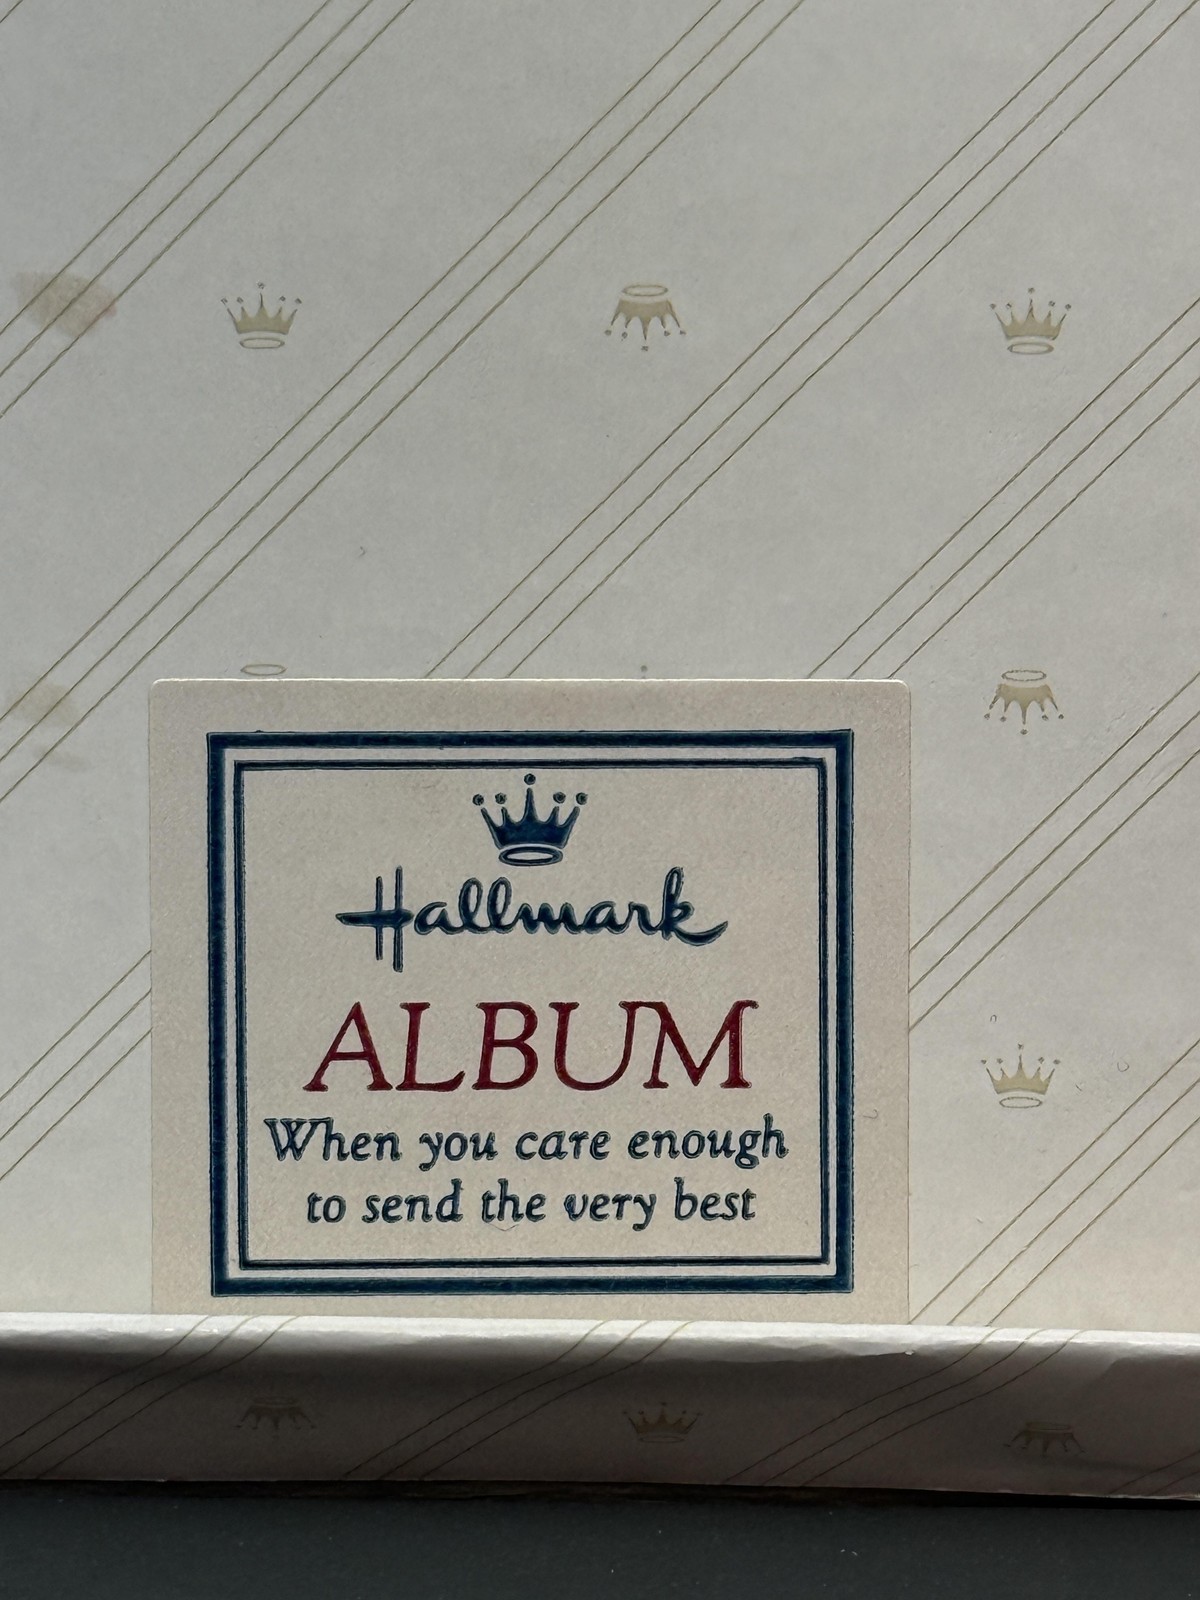 Hallmark
ALBUM
When you care enough
to send the very best